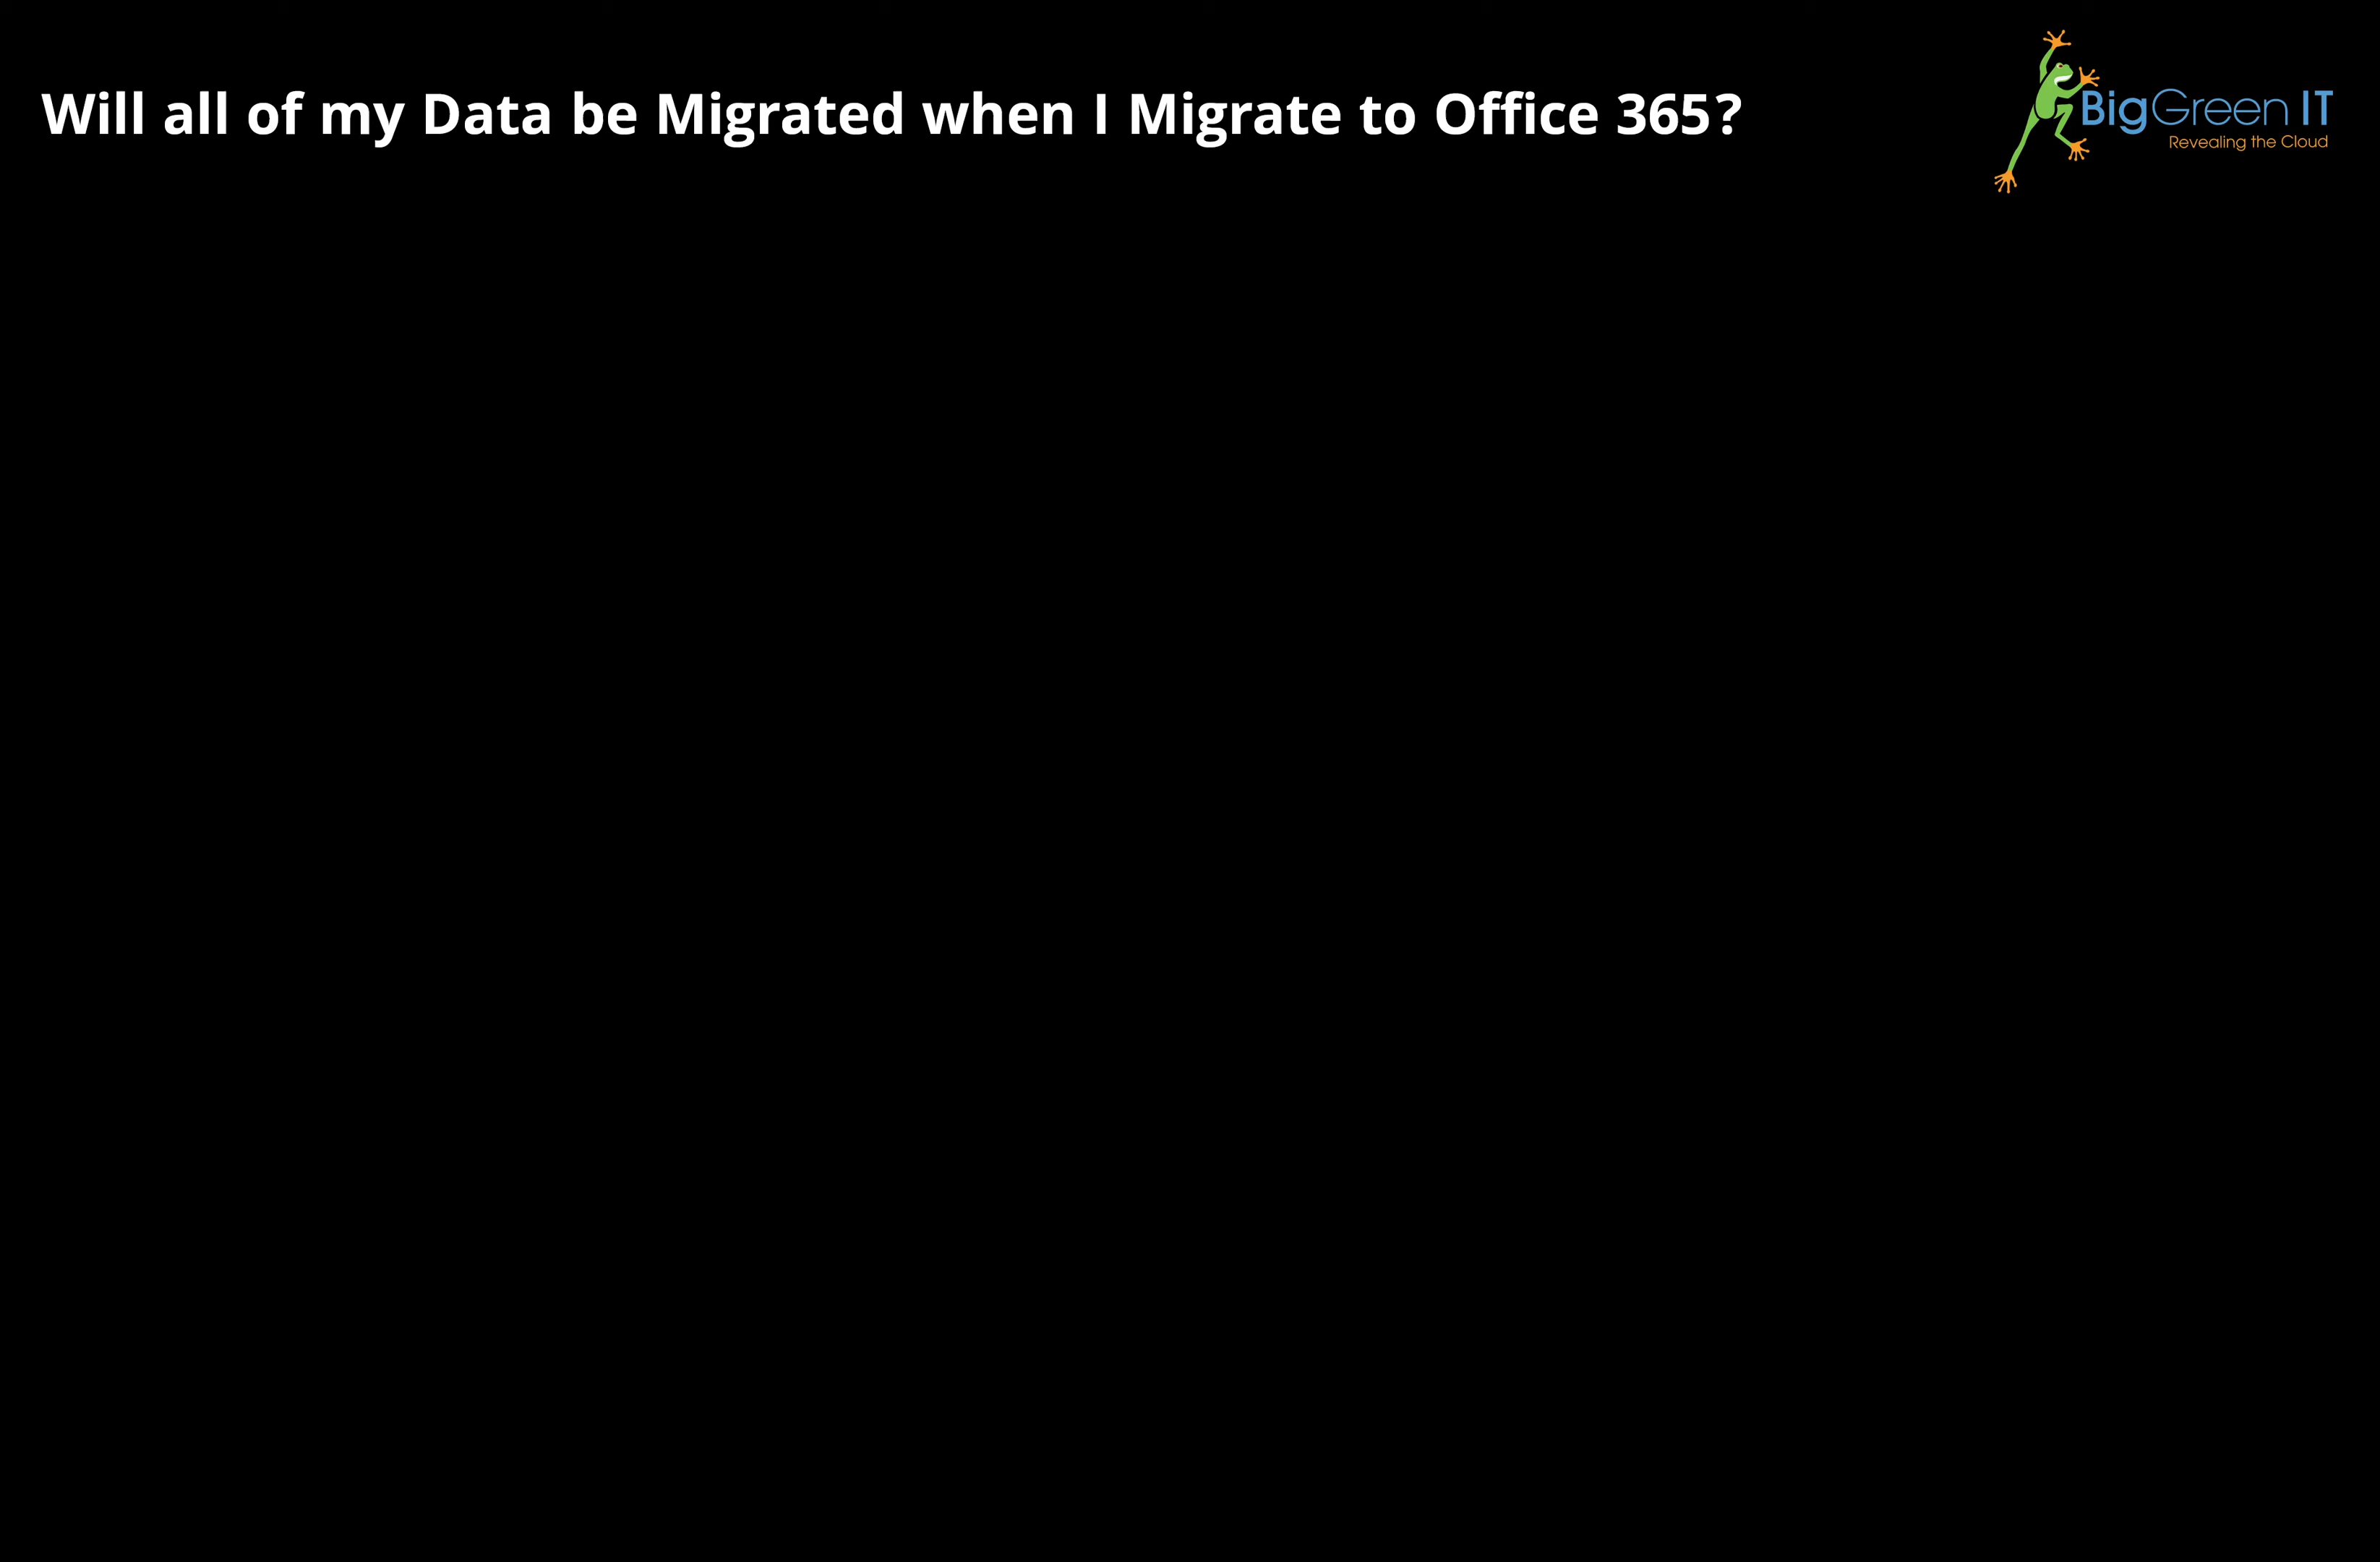 Will all of my Data be Migrated when I Migrate to Office 365?
BigGreen IT
Revealing the Cloud